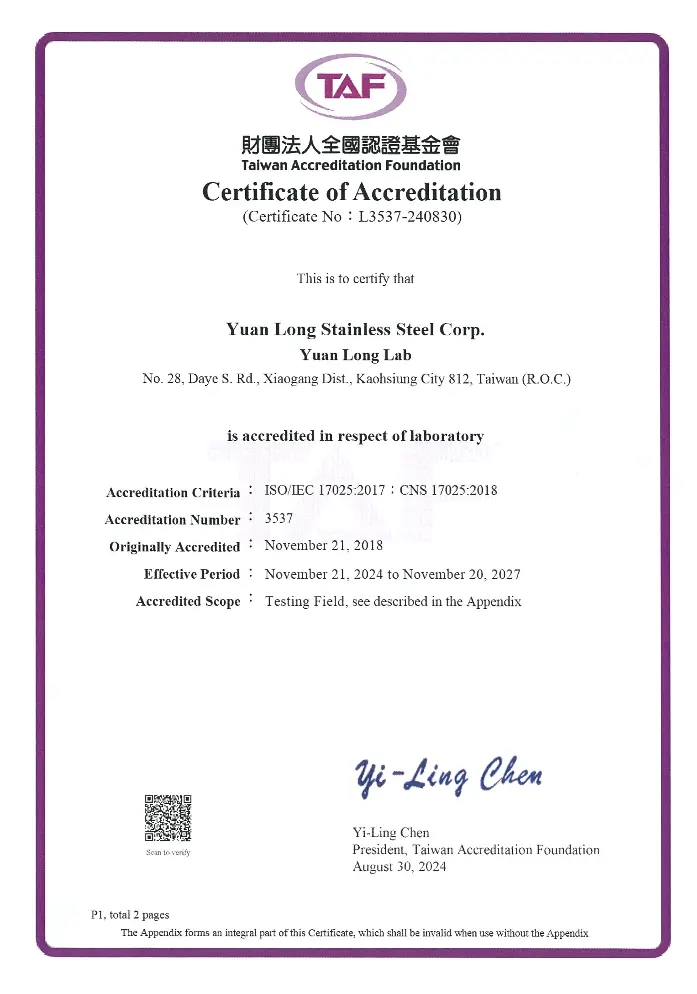 TAF
財團法人全國認證基金會
Taiwan Accreditation Foundation
Certificate of Accreditation
(Certificate No：L3537-240830)
This is to certify that
Yuan Long Stainless Steel Corp.
Yuan Long Lab
No. 28, Daye S. Rd., Xiaogang Dist., Kaohsiung City 812, Taiwan (R.O.C.)
is accredited in respect of laboratory
Accreditation Criteria：ISO/IEC 17025:2017；CNS 17025:2018
Accreditation Number：3537
Originally Accredited：November 21, 2018
Effective Period：November 21, 2024 to November 20, 2027
Accredited Scope：Testing Field, see described in the Appendix
Yi-Ling Chen
Scan to verify
Yi-Ling Chen
President, Taiwan Accreditation Foundation
August 30, 2024
P1, total 2 pages
The Appendix forms an integral part of this Certificate, which shall be invalid when use without the Appendix